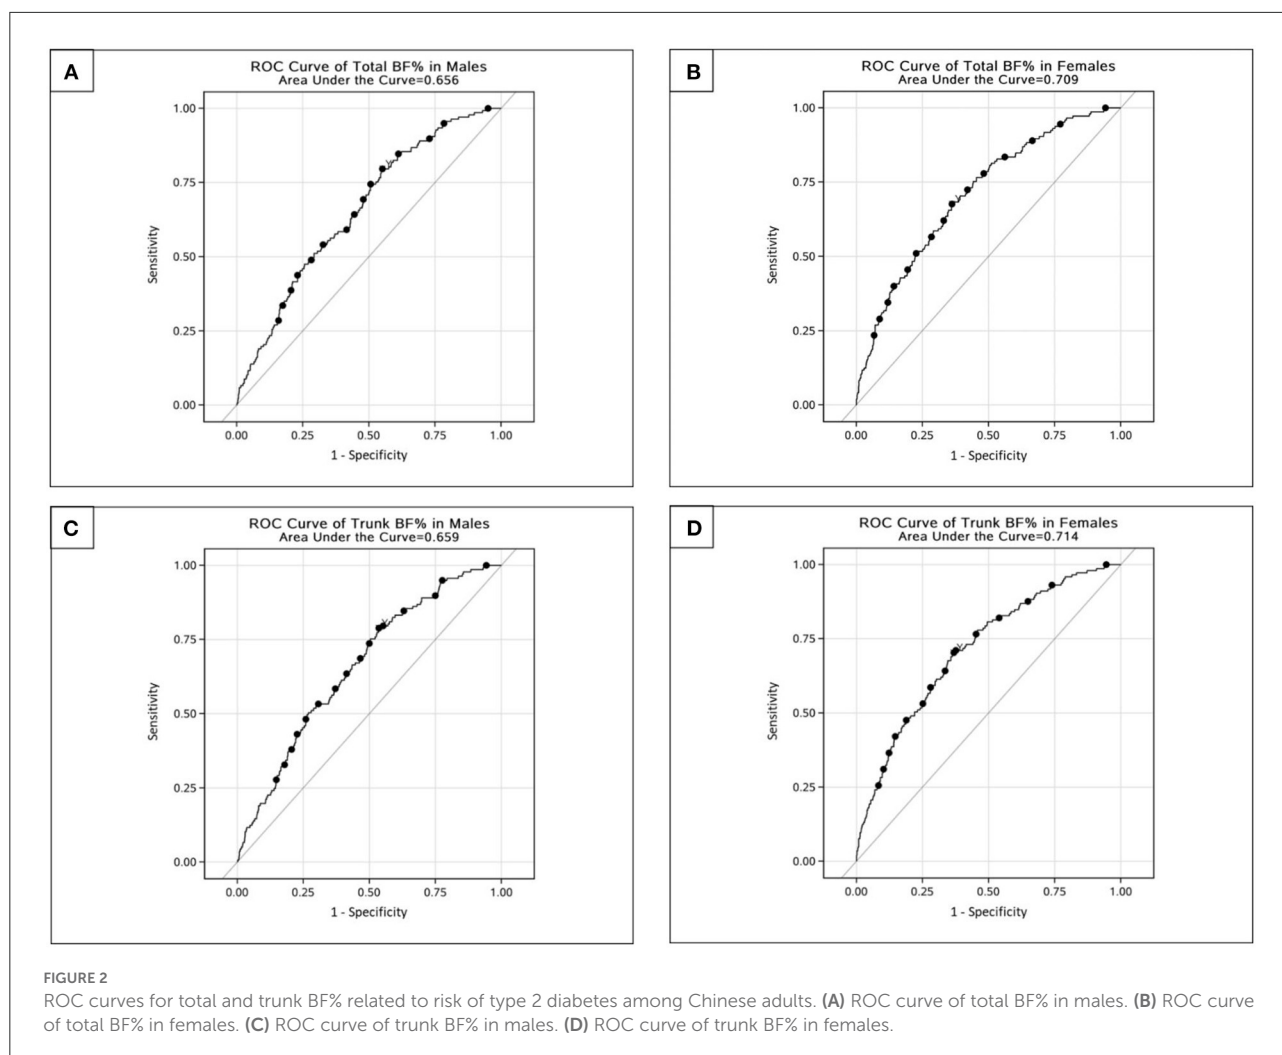 A
ROC Curve of Total BF% in Males
Area Under the Curve=0.656
1.00
0.75
0.50
0.25
0.00
Sensitivity
Y
0.00 0.25 0.50 0.75 1.00
1 - Specificity
B
ROC Curve of Total BF% in Females
Area Under the Curve=0.709
1.00
0.75
0.50
0.25
0.00
Sensitivity
Y
0.00 0.25 0.50 0.75 1.00
1 - Specificity
C
ROC Curve of Trunk BF% in Males
Area Under the Curve=0.659
1.00
0.75
0.50
0.25
0.00
Sensitivity
Y
0.00 0.25 0.50 0.75 1.00
1 - Specificity
D
ROC Curve of Trunk BF% in Females
Area Under the Curve=0.714
1.00
0.75
0.50
0.25
0.00
Sensitivity
Y
0.00 0.25 0.50 0.75 1.00
1 - Specificity
FIGURE 2
ROC curves for total and trunk BF% related to risk of type 2 diabetes among Chinese adults. (A) ROC curve of total BF% in males. (B) ROC curve
of total BF% in females. (C) ROC curve of trunk BF% in males. (D) ROC curve of trunk BF% in females.